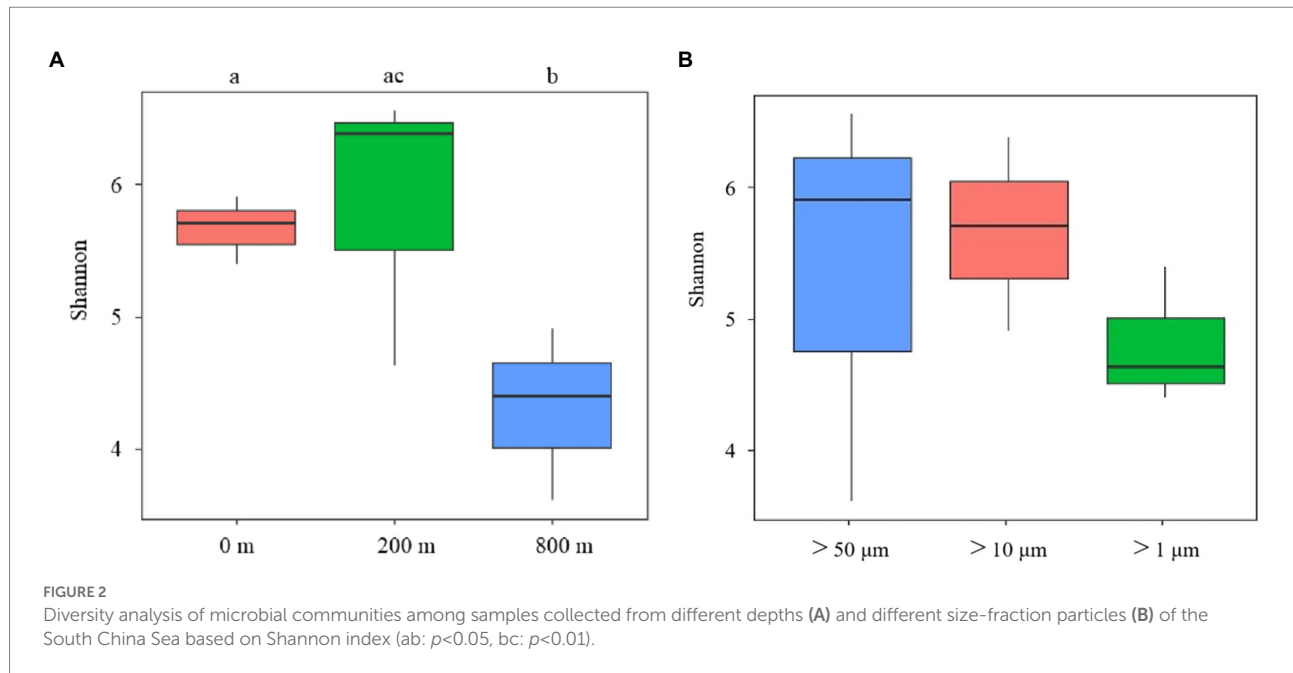 A
B
a ac b
Shannon
6
5
4
0 m 200 m 800 m
Shannon
6
5
4
> 50 μm > 10 μm > 1 μm
FIGURE 2
Diversity analysis of microbial communities among samples collected from different depths (A) and different size-fraction particles (B) of the
South China Sea based on Shannon index (ab: p<0.05, bc: p<0.01).